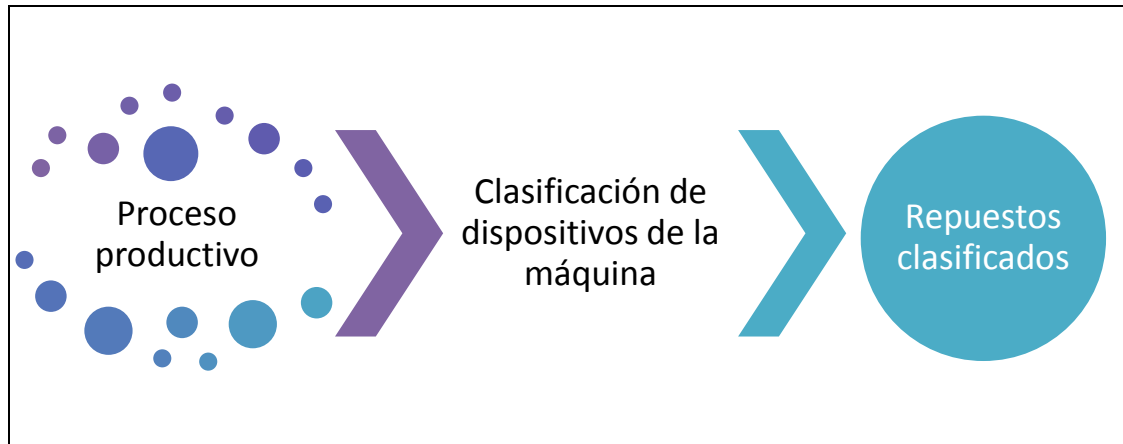 Proceso
productivo
Clasificación de
dispositivos de la
máquina
Repuestos
clasificados